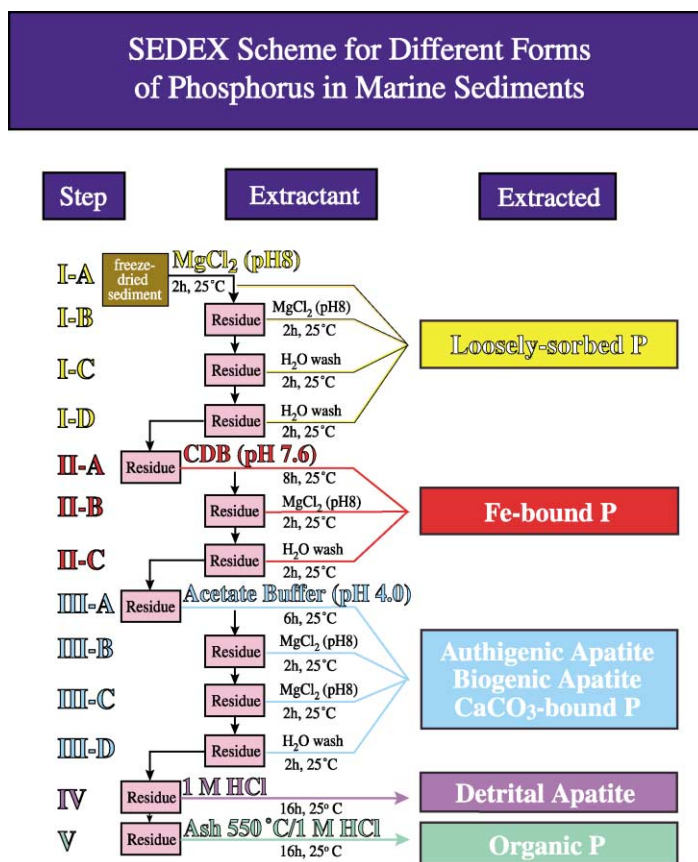 SEDEX Scheme for Different Forms
of Phosphorus in Marine Sediments
Step
Extractant
Extracted
I-A
freeze-
dried
sediment
MgCl₂ (pH8)
2h, 25°C
I-B
Residue
MgCl₂ (pH8)
2h, 25°C
I-C
Residue
H₂O wash
2h, 25°C
I-D
Residue
H₂O wash
2h, 25°C
Loosely-sorbed P
II-A
Residue
CDB (pH 7.6)
8h, 25°C
II-B
Residue
MgCl₂ (pH8)
2h, 25°C
II-C
Residue
H₂O wash
2h, 25°C
Fe-bound P
III-A
Residue
Acetate Buffer (pH 4.0)
6h, 25°C
III-B
Residue
MgCl₂ (pH8)
2h, 25°C
III-C
Residue
MgCl₂ (pH8)
2h, 25°C
III-D
Residue
H₂O wash
2h, 25°C
Authigenic Apatite
Biogenic Apatite
CaCO₃-bound P
IV
Residue
1 M HCl
16h, 25° C
Detrital Apatite
V
Residue
Ash 550 °C/1 M HCl
16h, 25° C
Organic P